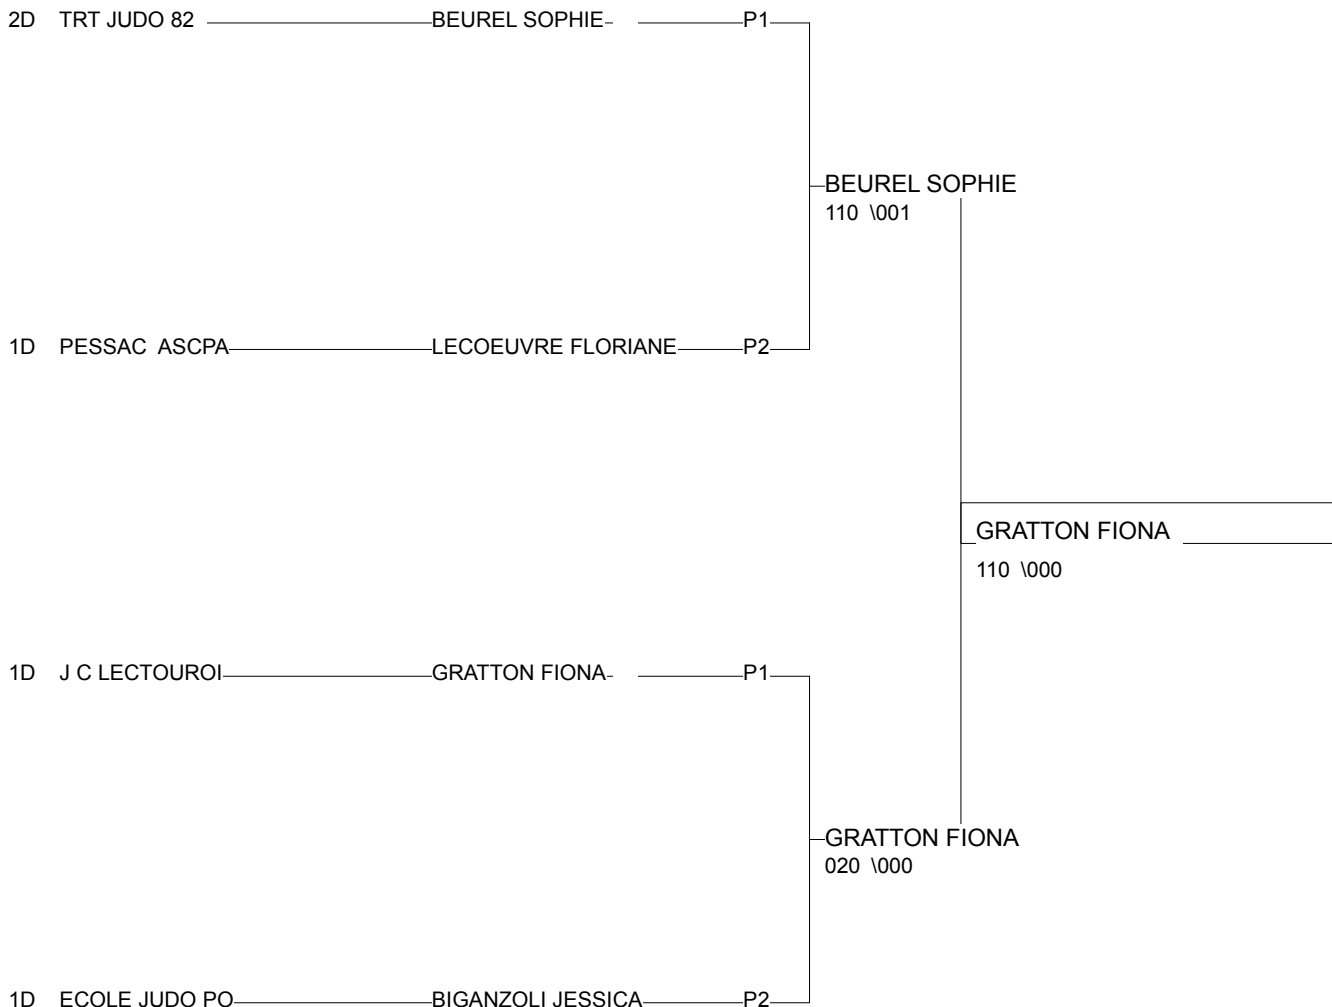 2D TRT JUDO 82 BEUREL SOPHIE P1
BEUREL SOPHIE
110 \001
1D PESSAC ASCPA LECOEUVRE FLORIANE P2
GRATTON FIONA
110 \000
1D J C LECTOUROI GRATTON FIONA P1
GRATTON FIONA
020 \000
1D ECOLE JUDO PO BIGANZOLI JESSICA P2